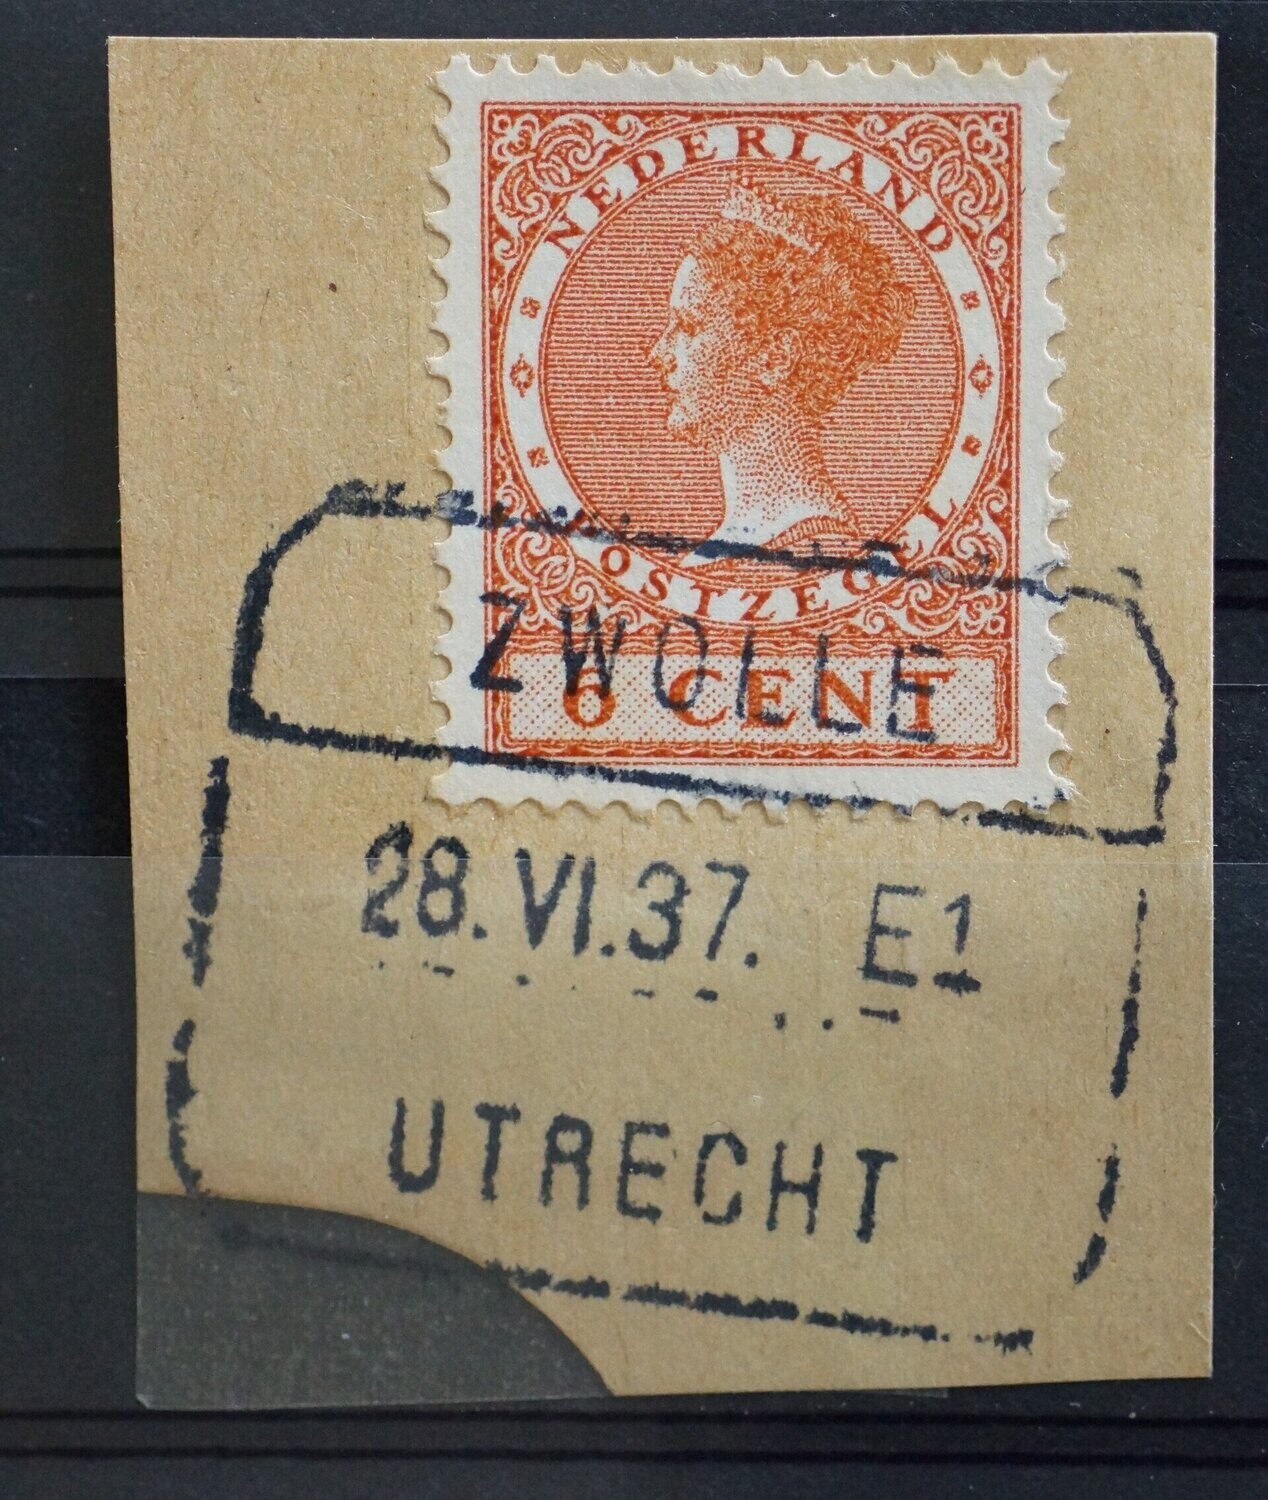 NEDERLAND
POSTZEGEL
6 CENT
ZWOLLE
28.VI.37. E1
UTRECHT